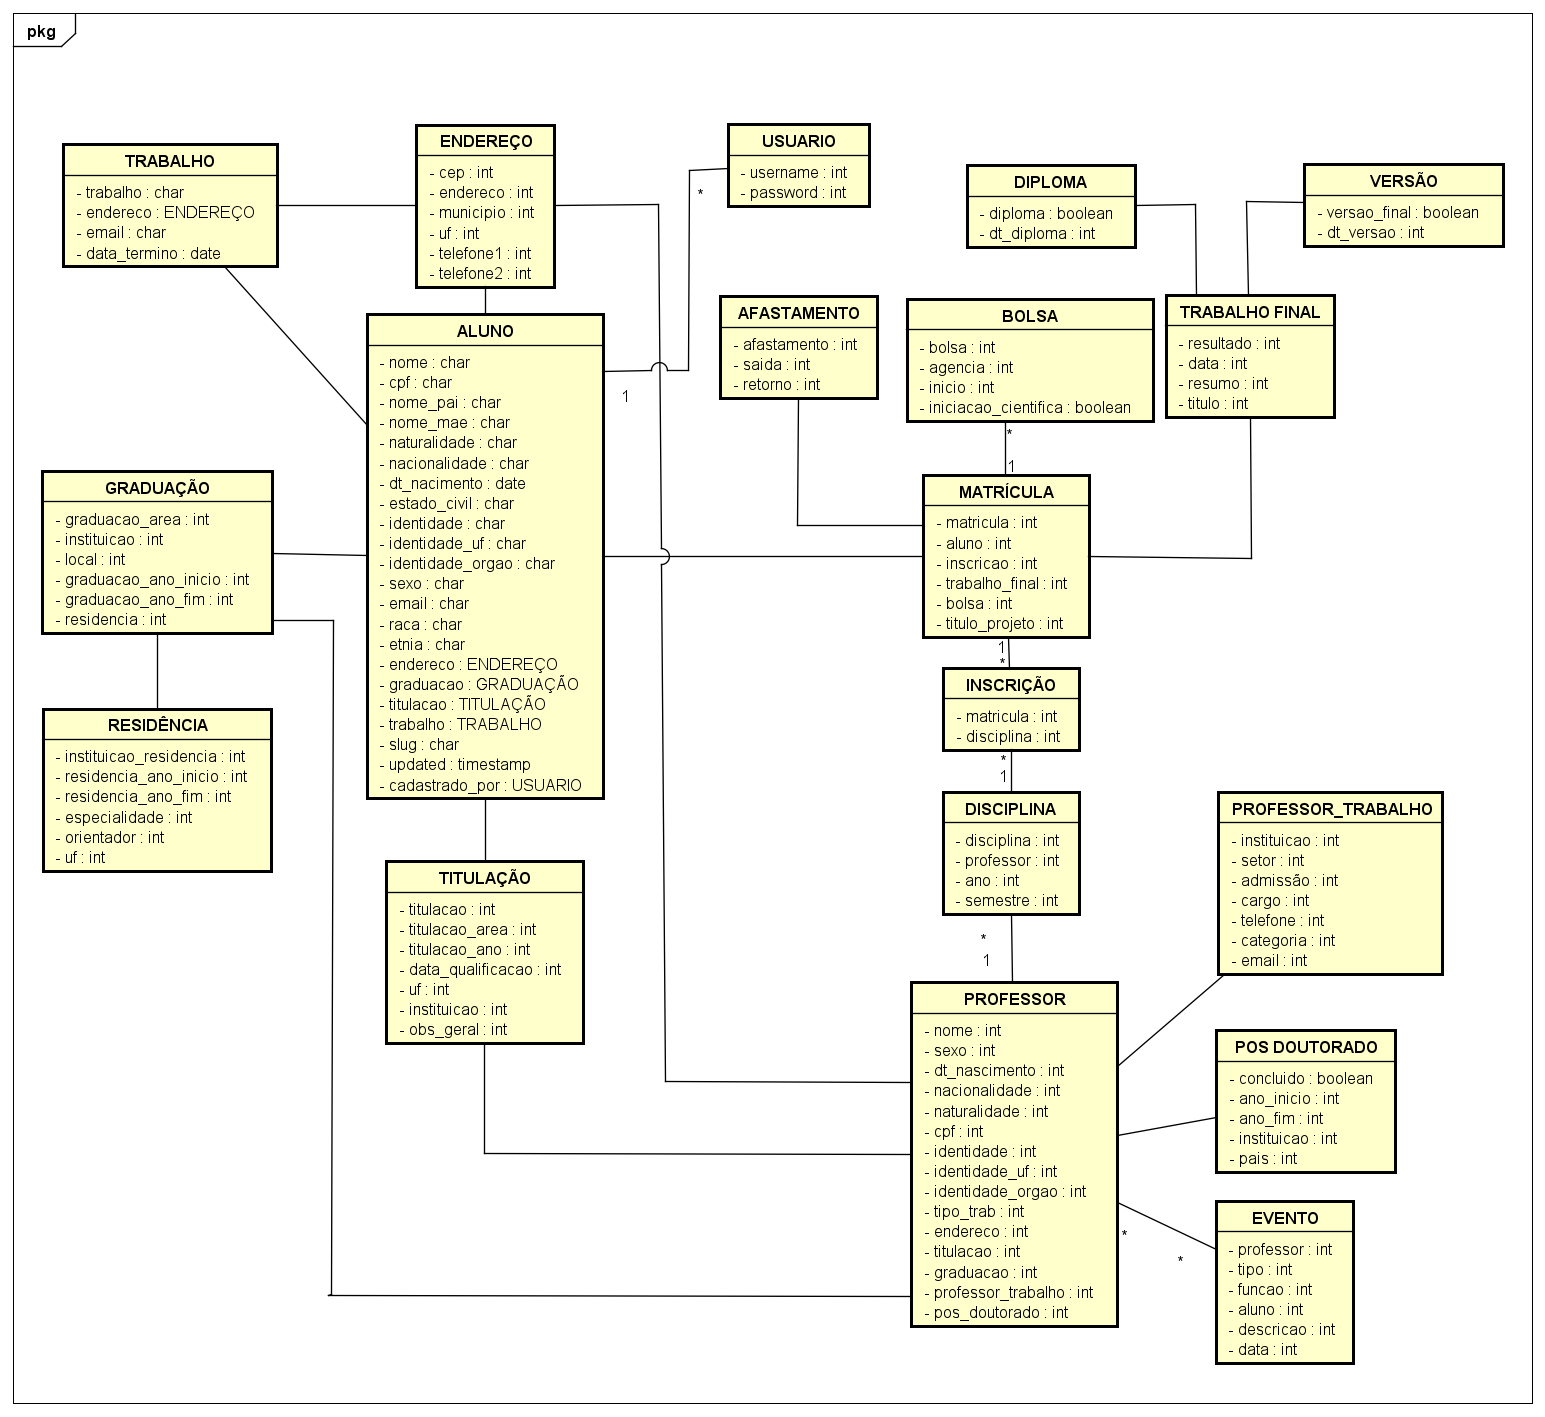 pkg
TRABALHO
- trabalho : char
- endereco : ENDEREÇO
- email : char
- data_termino : date
ENDEREÇO
- cep : int
- endereco : int
- municipio : int
- uf : int
- telefone1 : int
- telefone2 : int
USUARIO
- username : int
- password : int
*
1
DIPLOMA
- diploma : boolean
- dt_diploma : int
VERSÃO
- versao_final : boolean
- dt_versao : int
AFASTAMENTO
- afastamento : int
- saida : int
- retorno : int
BOLSA
- bolsa : int
- agencia : int
- inicio : int
- iniciacao_cientifica : boolean
*
1
TRABALHO FINAL
- resultado : int
- data : int
- resumo : int
- titulo : int
ALUNO
- nome : char
- cpf : char
- nome_pai : char
- nome_mae : char
- naturalidade : char
- nacionalidade : char
- dt_nacimento : date
- estado_civil : char
- identidade : char
- identidade_uf : char
- identidade_orgao : char
- sexo : char
- email : char
- raca : char
- etnia : char
- endereco : ENDEREÇO
- graduacao : GRADUAÇÃO
- titulacao : TITULAÇÃO
- trabalho : TRABALHO
- slug : char
- updated : timestamp
- cadastrado_por : USUARIO
GRADUAÇÃO
- graduacao_area : int
- instituicao : int
- local : int
- graduacao_ano_inicio : int
- graduacao_ano_fim : int
- residencia : int
MATRÍCULA
- matricula : int
- aluno : int
- inscricao : int
- trabalho_final : int
- bolsa : int
- titulo_projeto : int
1
*
INSCRIÇÃO
- matricula : int
- disciplina : int
*
1
RESIDÊNCIA
- instituicao_residencia : int
- residencia_ano_inicio : int
- residencia_ano_fim : int
- especialidade : int
- orientador : int
- uf : int
DISCIPLINA
- disciplina : int
- professor : int
- ano : int
- semestre : int
*
1
PROFESSOR_TRABALHO
- instituicao : int
- setor : int
- admissão : int
- cargo : int
- telefone : int
- categoria : int
- email : int
TITULAÇÃO
- titulacao : int
- titulacao_area : int
- titulacao_ano : int
- data_qualificacao : int
- uf : int
- instituicao : int
- obs_geral : int
PROFESSOR
- nome : int
- sexo : int
- dt_nascimento : int
- nacionalidade : int
- naturalidade : int
- cpf : int
- identidade : int
- identidade_uf : int
- identidade_orgao : int
- tipo_trab : int
- endereco : int
- titulacao : int
- graduacao : int
- professor_trabalho : int
- pos_doutorado : int
POS DOUTORADO
- concluido : boolean
- ano_inicio : int
- ano_fim : int
- instituicao : int
- pais : int
*
*
EVENTO
- professor : int
- tipo : int
- funcao : int
- aluno : int
- descricao : int
- data : int